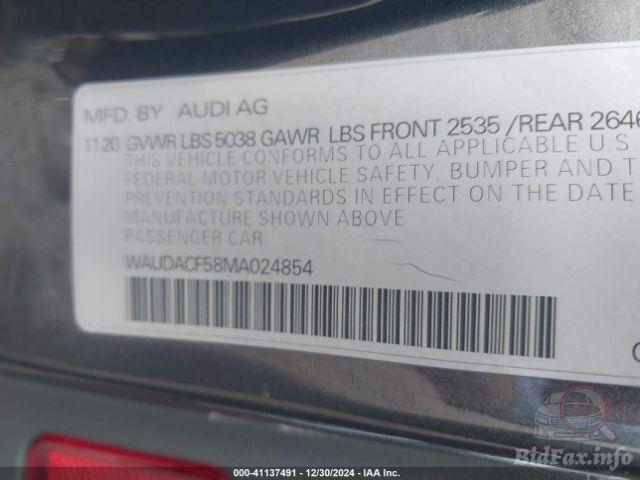 MFD. BY AUDI AG
11 20 GVWR LBS 5038 GAWR LBS FRONT 2535 /REAR 2646
THIS VEHICLE CONFORMS TO ALL APPLICABLE U.S.
FEDERAL MOTOR VEHICLE SAFETY, BUMPER AND T
PREVENTION STANDARDS IN EFFECT ON THE DATE
MANUFACTURE SHOWN ABOVE
PASSENGER CAR
WAUDACF58MA024854
BidFax.info
000-41137491 - 12/30/2024 - IAA Inc.